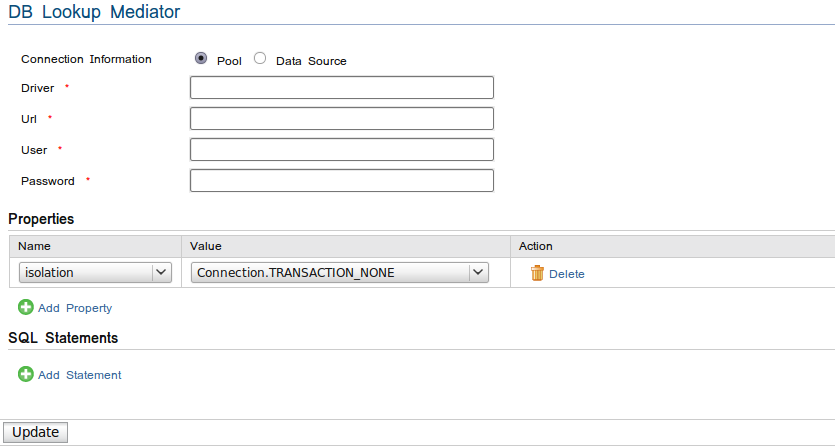 DB Lookup Mediator
Connection Information Pool Data Source
Driver *
Url *
User *
Password *
Properties
Name Value Action
isolation Connection.TRANSACTION_NONE Delete
Add Property
SQL Statements
Add Statement
Update